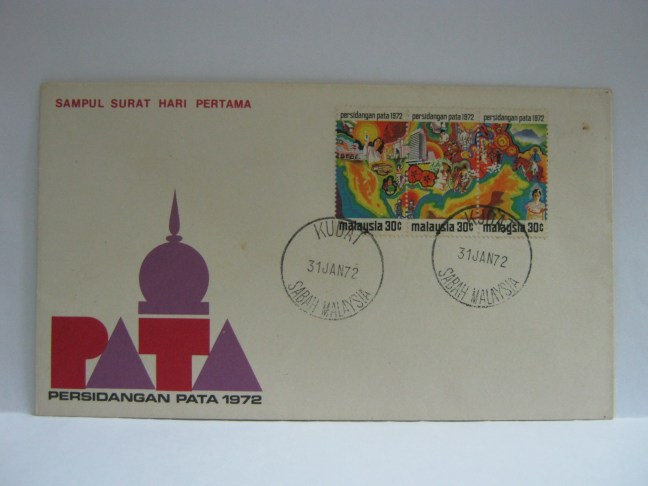 SAMPUL SURAT HARI PERTAMA
persidangan pata 1972 persidangan pata 1972 persidangan pata 1972
malaysia 30c malaysia 30c malaysia 30c
KUDAT
31JAN72
SABAH MALAYSIA
KUDAT
31JAN72
SABAH MALAYSIA
PATA
PERSIDANGAN PATA 1972